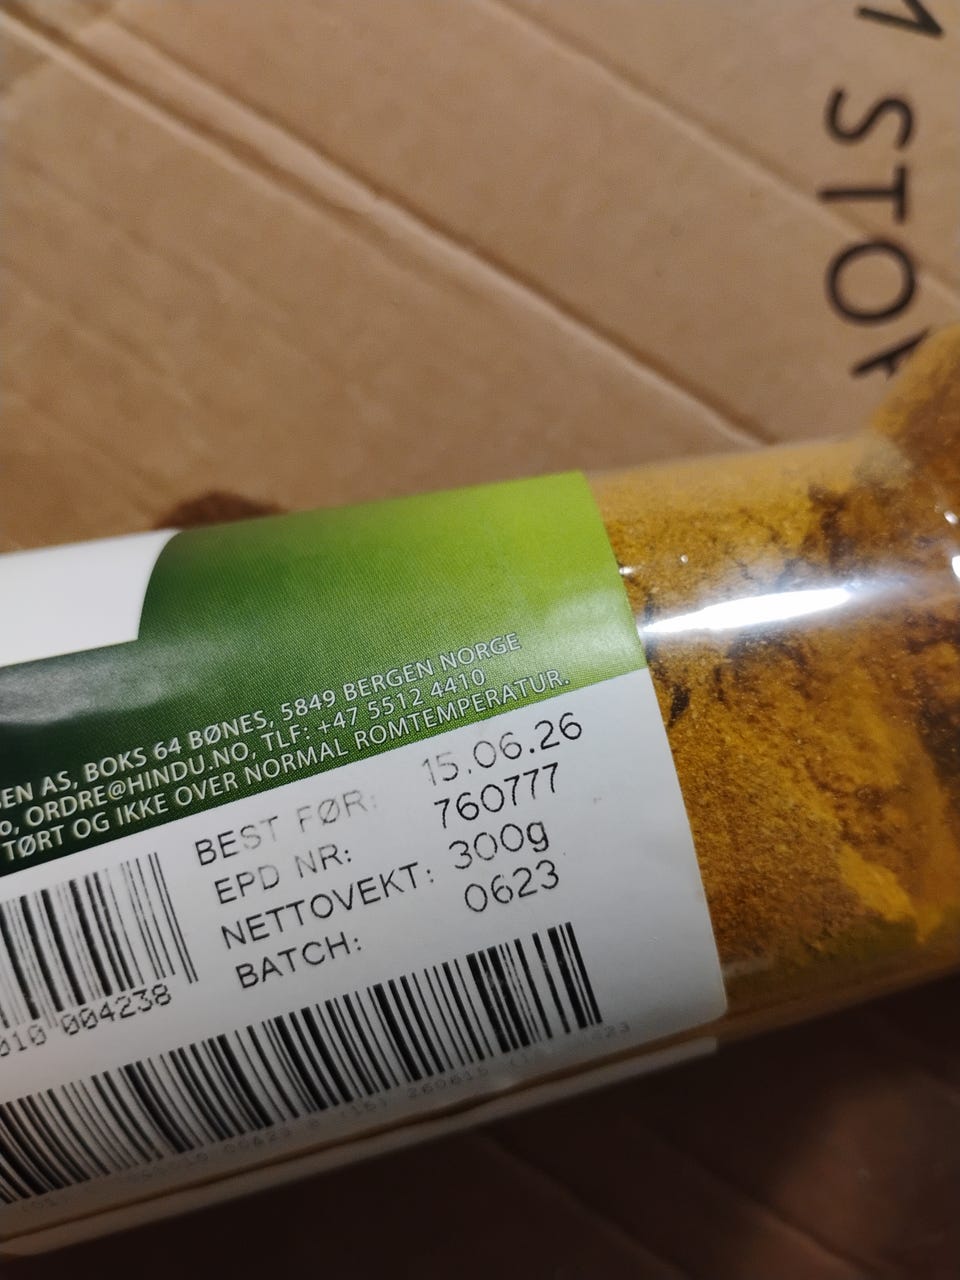 STO
EN AS, BOKS 64 BØNES, 5849 BERGEN NORGE
ORDRE@HINDU.NO, TLF: +47 5512 4410
TØRT OG IKKE OVER NORMAL ROMTEMPERATUR.
BEST FØR: 15.06.26
EPD NR: 760777
NETTOVEKT: 300g
BATCH: 0623
010 004238